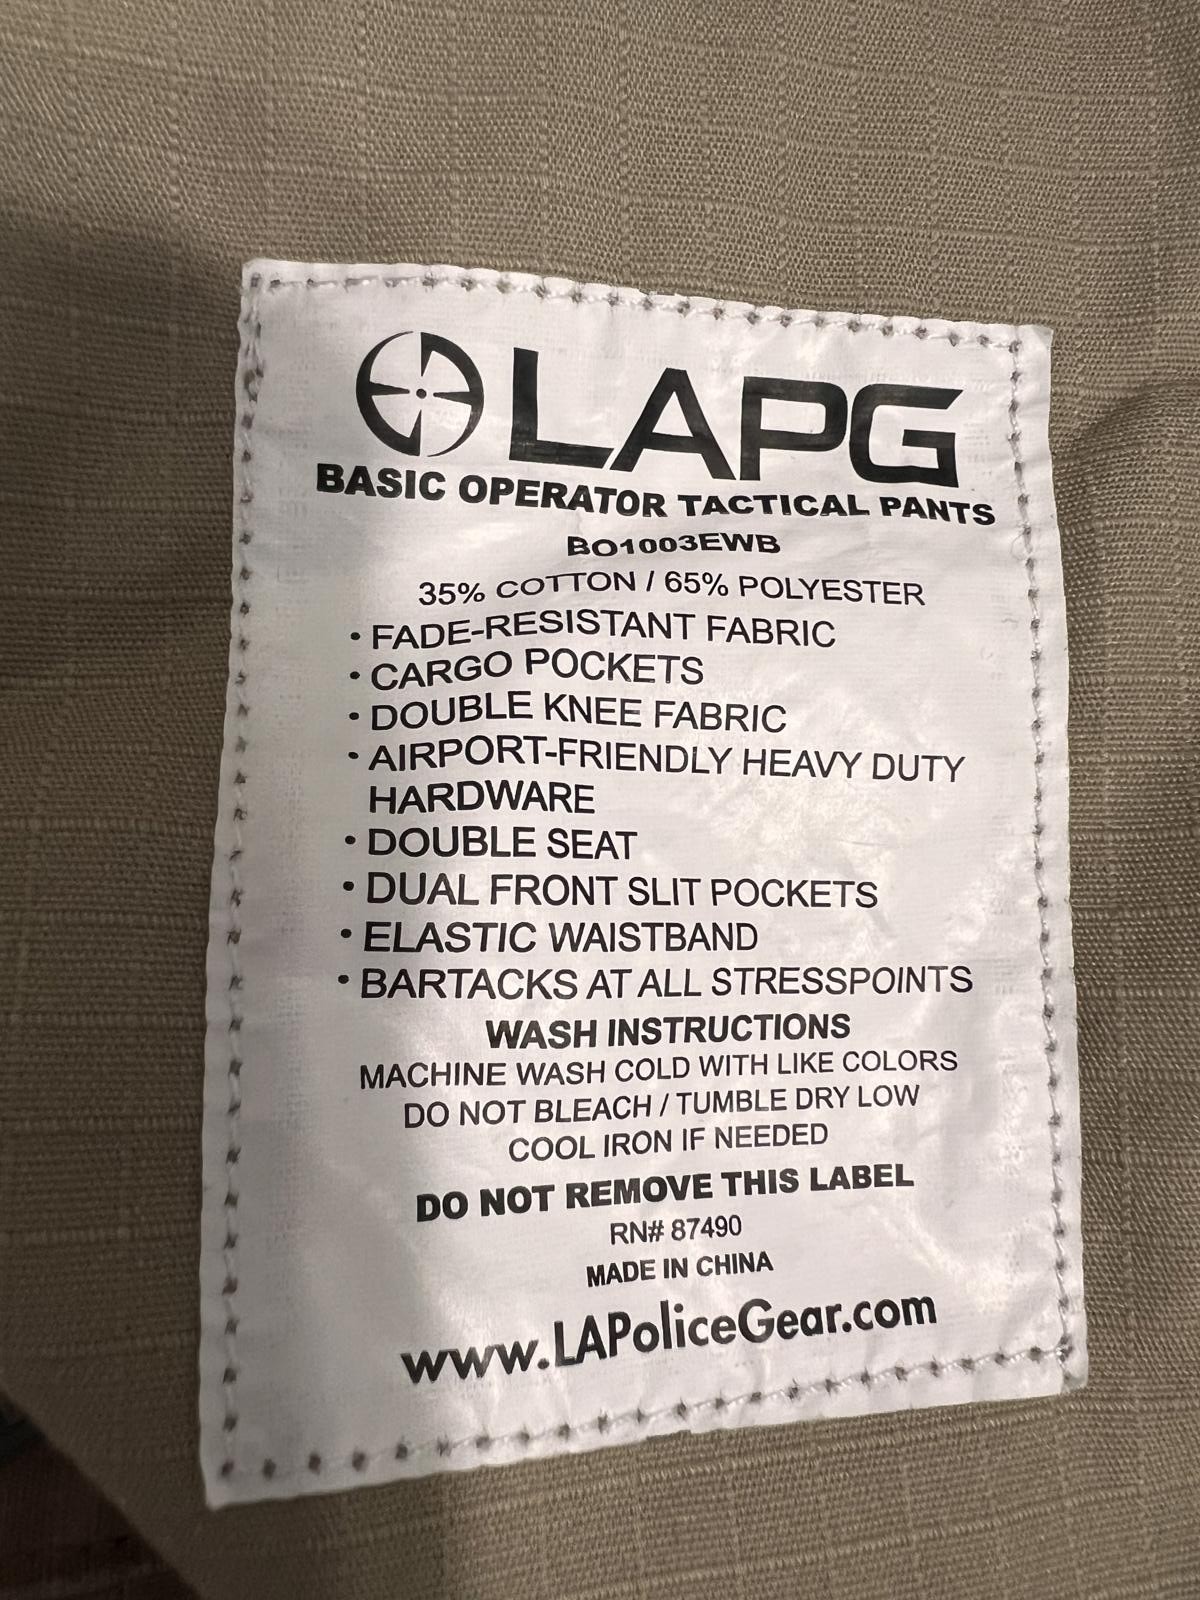 LAPG
BASIC OPERATOR TACTICAL PANTS
BO1003EWB
35% COTTON / 65% POLYESTER
• FADE-RESISTANT FABRIC
• CARGO POCKETS
• DOUBLE KNEE FABRIC
• AIRPORT-FRIENDLY HEAVY DUTY
HARDWARE
• DOUBLE SEAT
• DUAL FRONT SLIT POCKETS
• ELASTIC WAISTBAND
• BARTACKS AT ALL STRESSPOINTS
WASH INSTRUCTIONS
MACHINE WASH COLD WITH LIKE COLORS
DO NOT BLEACH / TUMBLE DRY LOW
COOL IRON IF NEEDED
DO NOT REMOVE THIS LABEL
RN# 87490
MADE IN CHINA
www.LAPoliceGear.com